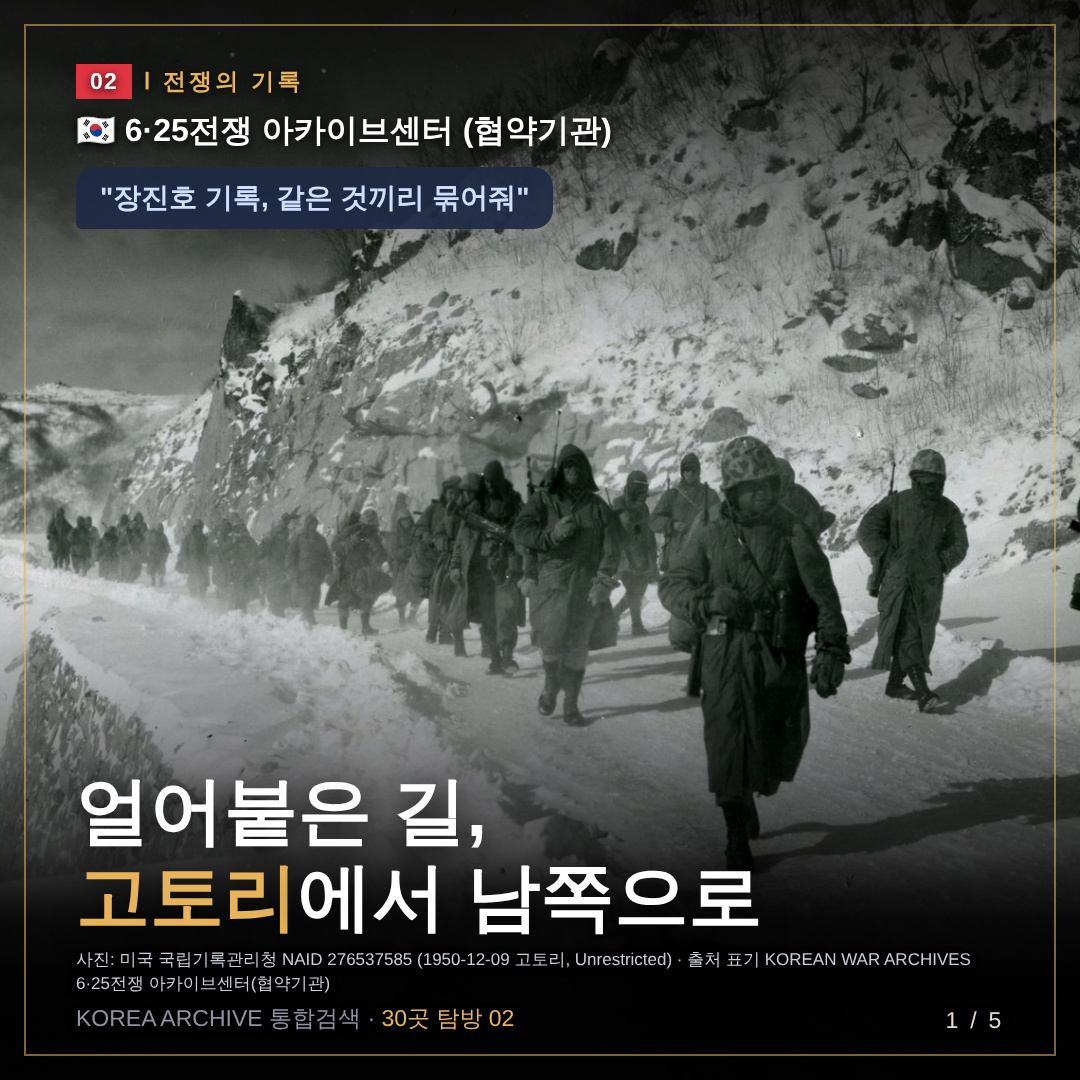 02 | 전쟁의 기록
🇰🇷 6·25전쟁 아카이브센터 (협약기관)
"장진호 기록, 같은 것끼리 묶어줘"
얼어붙은 길,
고토리에서 남쪽으로
사진: 미국 국립기록관리청 NAID 276537585 (1950-12-09 고토리, Unrestricted) · 출처 표기 KOREAN WAR ARCHIVES
6·25전쟁 아카이브센터(협약기관)
KOREA ARCHIVE 통합검색 · 30곳 탐방 02
1 / 5